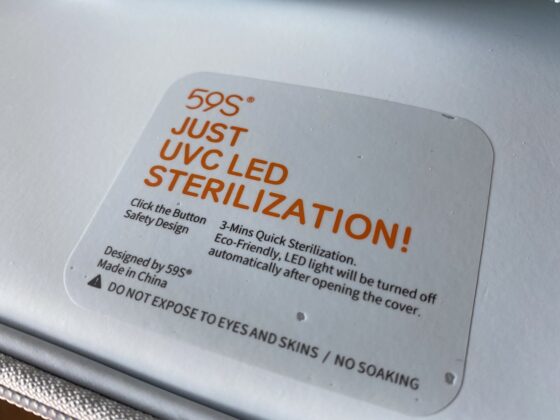 59S®
JUST
UVC LED
STERILIZATION!
Click the Button
Safety Design
3-Mins Quick Sterilization.
Eco-Friendly, LED light will be turned off
automatically after opening the cover.
Designed by 59S®
Made in China
DO NOT EXPOSE TO EYES AND SKINS / NO SOAKING